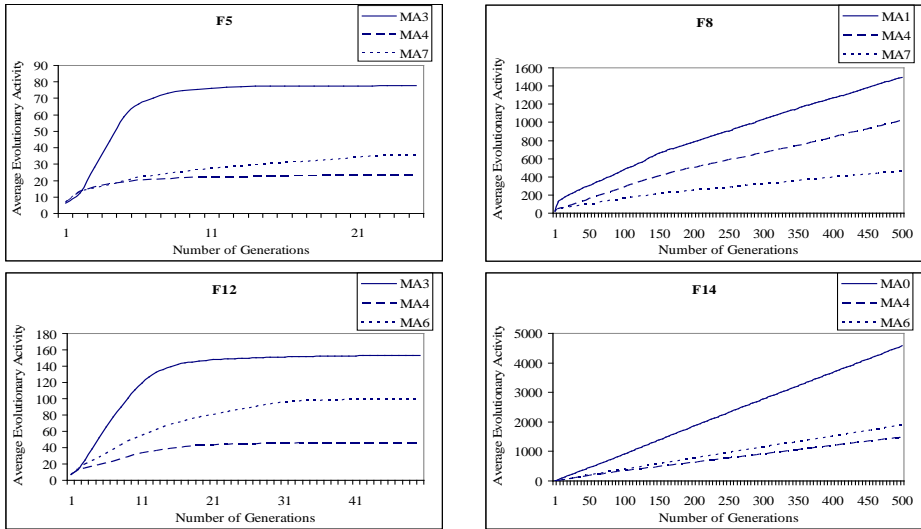 F5
MA3
MA4
MA7
Average Evolutionary Activity
90
80
70
60
50
40
30
20
10
0
1 11 21
Number of Generations
F8
MA1
MA4
MA7
Average Evolutionary Activity
1600
1400
1200
1000
800
600
400
200
0
1 50 100 150 200 250 300 350 400 450 500
Number of Generations
F12
MA3
MA4
MA6
Average Evolutionary Activity
180
160
140
120
100
80
60
40
20
0
1 11 21 31 41
Number of Generations
F14
MA0
MA4
MA6
Average Evolutionary Activity
5000
4000
3000
2000
1000
0
1 50 100 150 200 250 300 350 400 450 500
Number of Generations